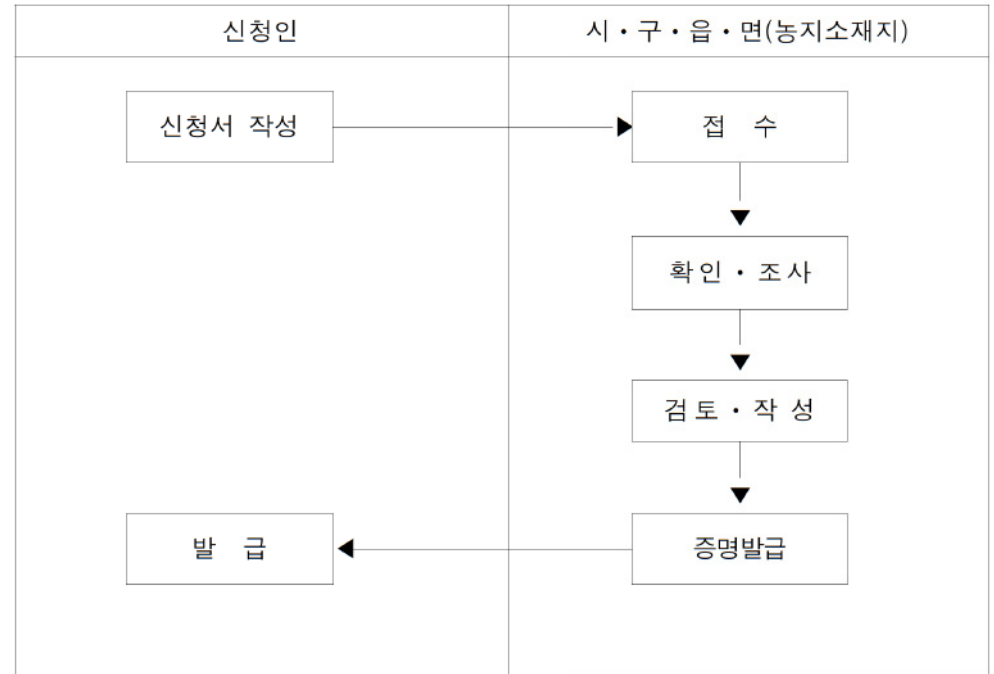 신청인
시・구・읍・면(농지소재지)
신청서 작성
접 수
확인・조사
검토・작 성
발 급
증명발급